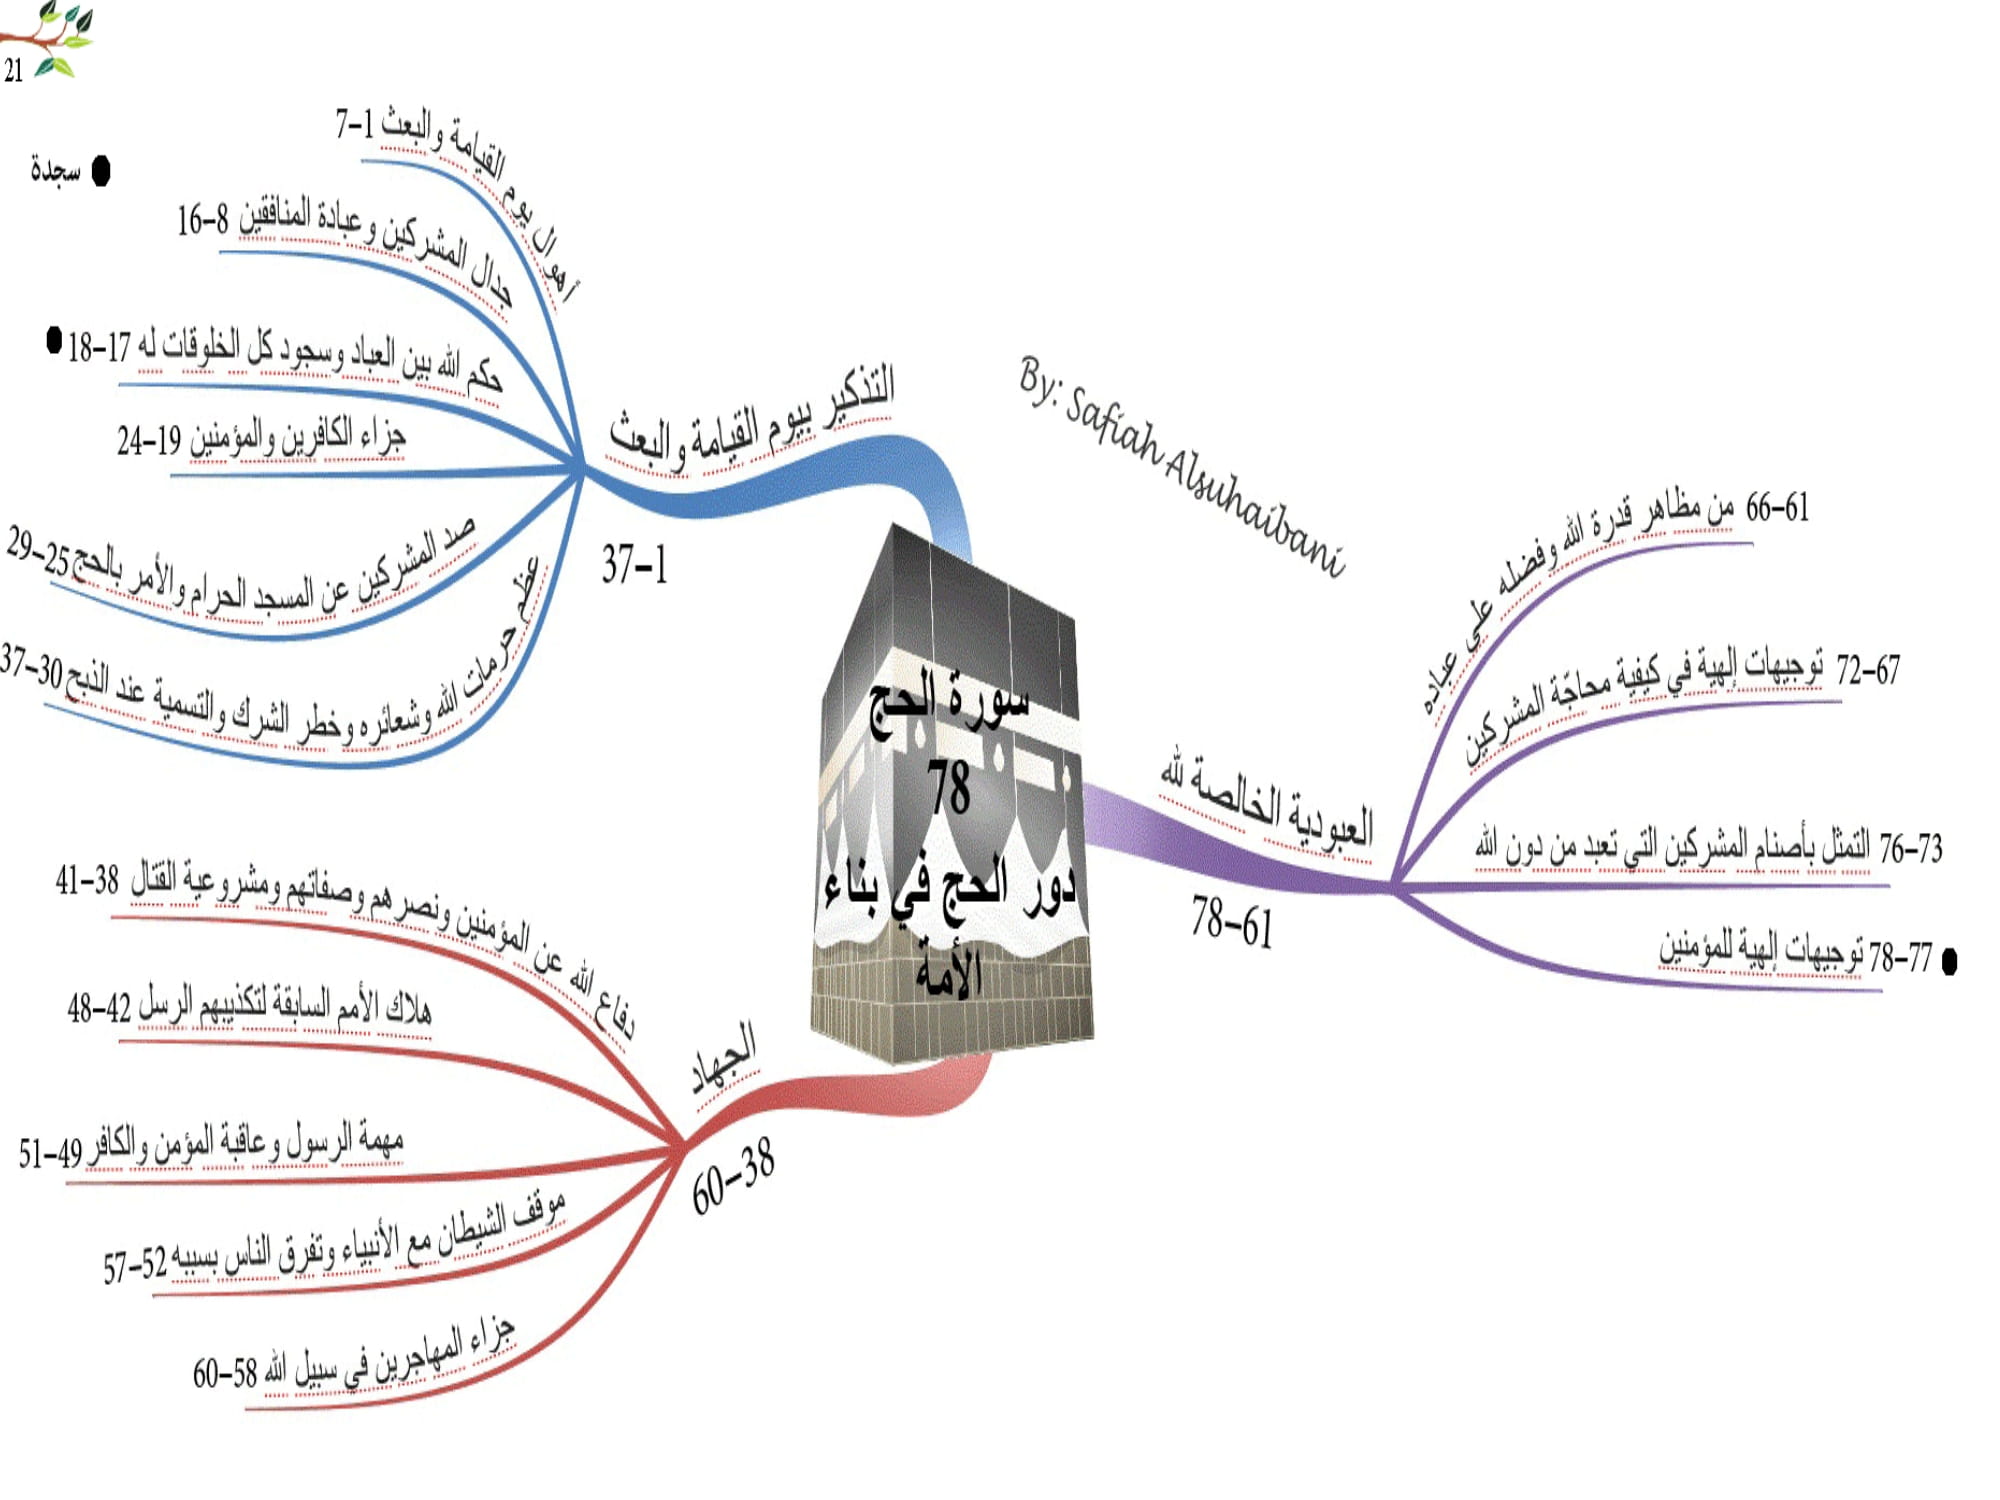 21
● سجدة
سورة الحج
78
دور الحج في بناء
الأمة
By: Safiah Alsuhaibani
التذكير بيوم القيامة والبعث
37–1
أهوال يوم القيامة والبعث 1–7
جدال المشركين وعبادة المنافقين 8–16
حكم الله بين العباد وسجود كل الخلوقات له 17–18 ●
جزاء الكافرين والمؤمنين 19–24
صد المشركين عن المسجد الحرام والأمر بالحج 25–29
عظم حرمات الله وشعائره وخطر الشرك والتسمية عند الذبح 30–37
الجهاد
60–38
دفاع الله عن المؤمنين ونصرهم وصفاتهم ومشروعية القتال 38–41
هلاك الأمم السابقة لتكذيبهم الرسل 42–48
مهمة الرسول وعاقبة المؤمن والكافر 49–51
موقف الشيطان مع الأنبياء وتفرق الناس بسببه 52–57
جزاء المهاجرين في سبيل الله 58–60
العبودية الخالصة لله
78–61
66–61 من مظاهر قدرة الله وفضله على عباده
72–67 توجيهات إلهية في كيفية محاجّة المشركين
76–73 التمثل بأصنام المشركين التي تعبد من دون الله
● 78–77 توجيهات إلهية للمؤمنين